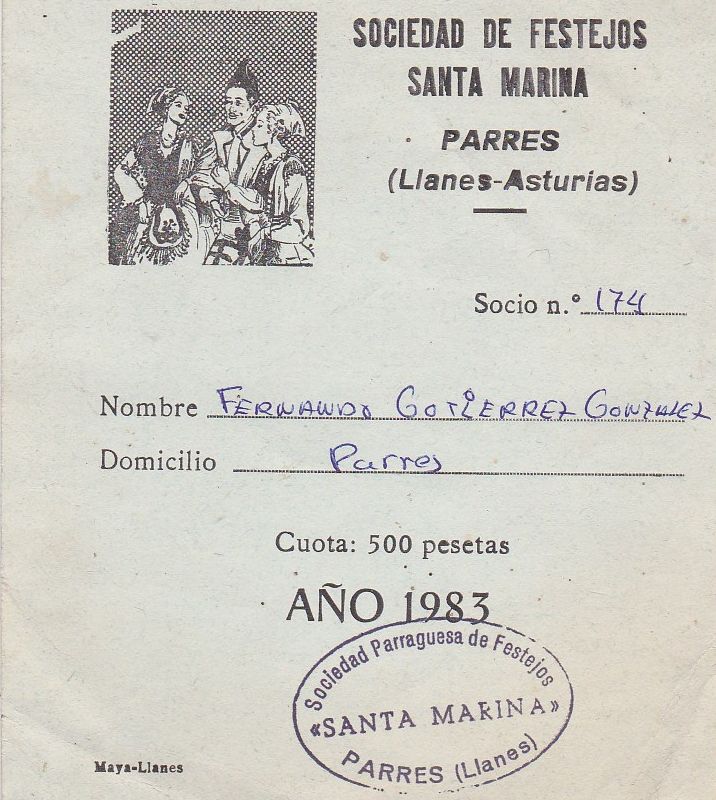 SOCIEDAD DE FESTEJOS
SANTA MARINA
PARRES
(Llanes-Asturias)
Socio n.º 174
Nombre FERNANDO GOTIERREZ GONZALEZ
Domicilio Parres
Cuota: 500 pesetas
AÑO 1983
Sociedad Parraguesa de Festejos
«SANTA MARINA»
PARRES (Llanes)
Maya-Llanes